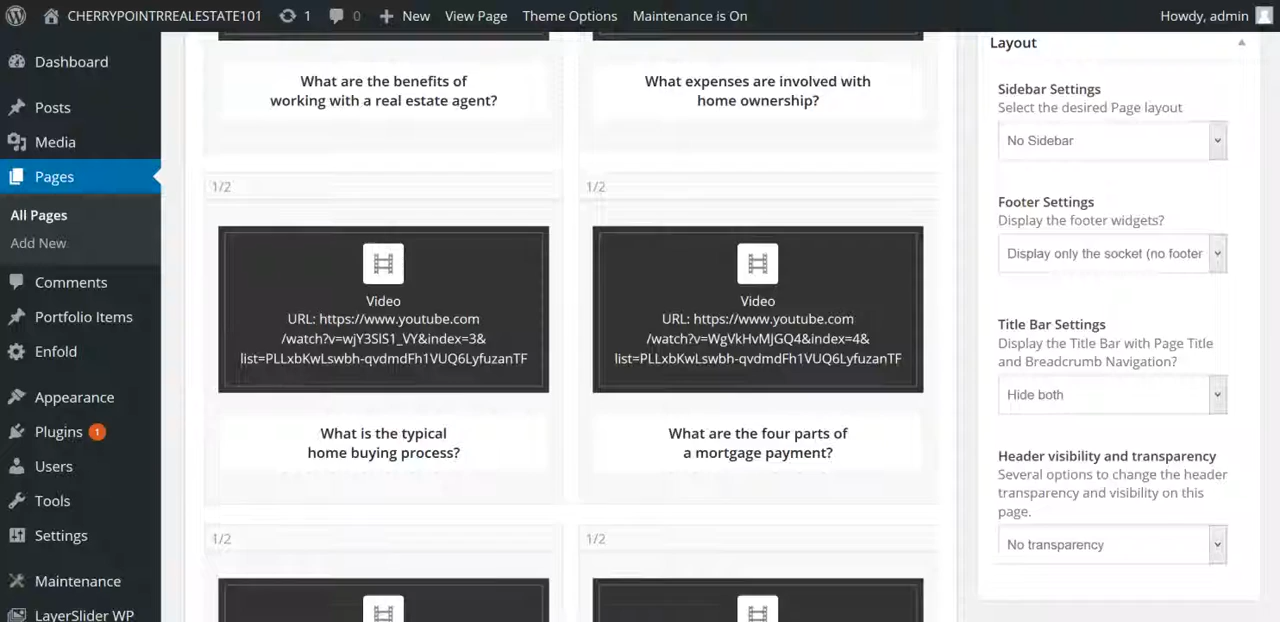 CHERRYPOINTRREALESTATE101 1 0 New View Page Theme Options Maintenance is On Howdy, admin
Dashboard
Posts
Media
Pages
All Pages
Add New
Comments
Portfolio Items
Enfold
Appearance
Plugins 1
Users
Tools
Settings
Maintenance
LayerSlider WP
What are the benefits of
working with a real estate agent?
What expenses are involved with
home ownership?
1/2
Video
URL: https://www.youtube.com
/watch?v=wjY3SIS1_VY&index=3&
list=PLLxbKwLswbh-qvdmdFh1VUQ6LyfuzanTF
What is the typical
home buying process?
1/2
Video
URL: https://www.youtube.com
/watch?v=WgVkHvMJGQ4&index=4&
list=PLLxbKwLswbh-qvdmdFh1VUQ6LyfuzanTF
What are the four parts of
a mortgage payment?
1/2
1/2
Layout
Sidebar Settings
Select the desired Page layout
No Sidebar
Footer Settings
Display the footer widgets?
Display only the socket (no footer
Title Bar Settings
Display the Title Bar with Page Title
and Breadcrumb Navigation?
Hide both
Header visibility and transparency
Several options to change the header
transparency and visibility on this
page.
No transparency